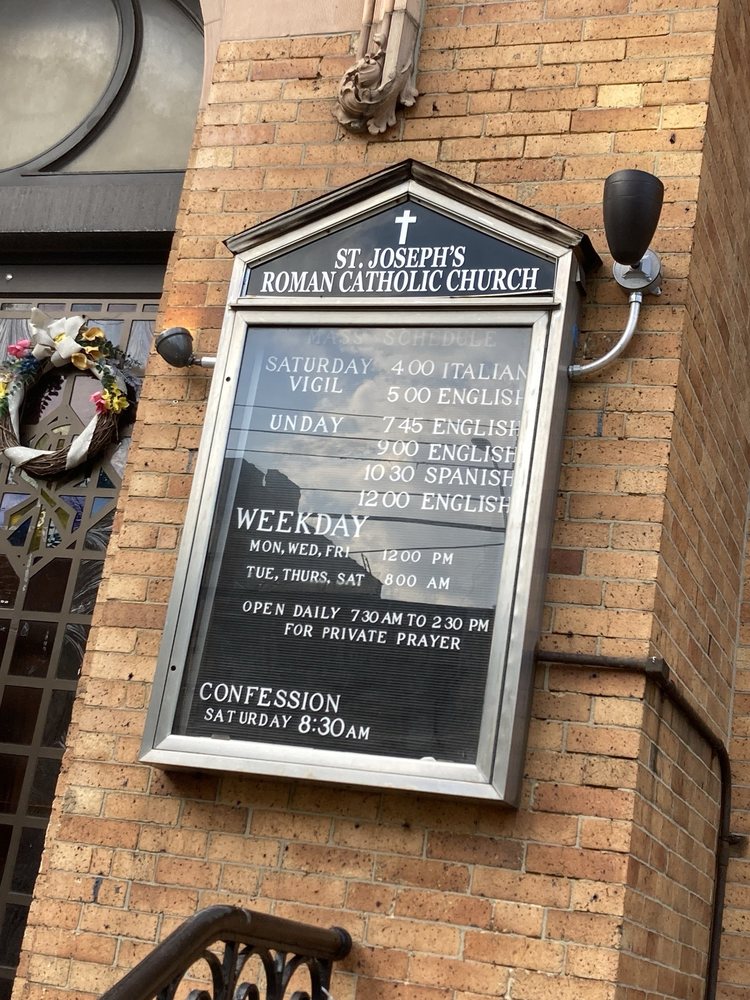 ST. JOSEPH'S
ROMAN CATHOLIC CHURCH
MASS SCHEDULE
SATURDAY 4 00 ITALIAN
VIGIL 5 00 ENGLISH
UNDAY 7 45 ENGLISH
9 00 ENGLISH
10 30 SPANISH
12 00 ENGLISH
WEEKDAY
MON, WED, FRI 12 00 PM
TUE, THURS, SAT 8 00 AM
OPEN DAILY 7 30 AM TO 2 30 PM
FOR PRIVATE PRAYER
CONFESSION
SATURDAY 8:30 AM